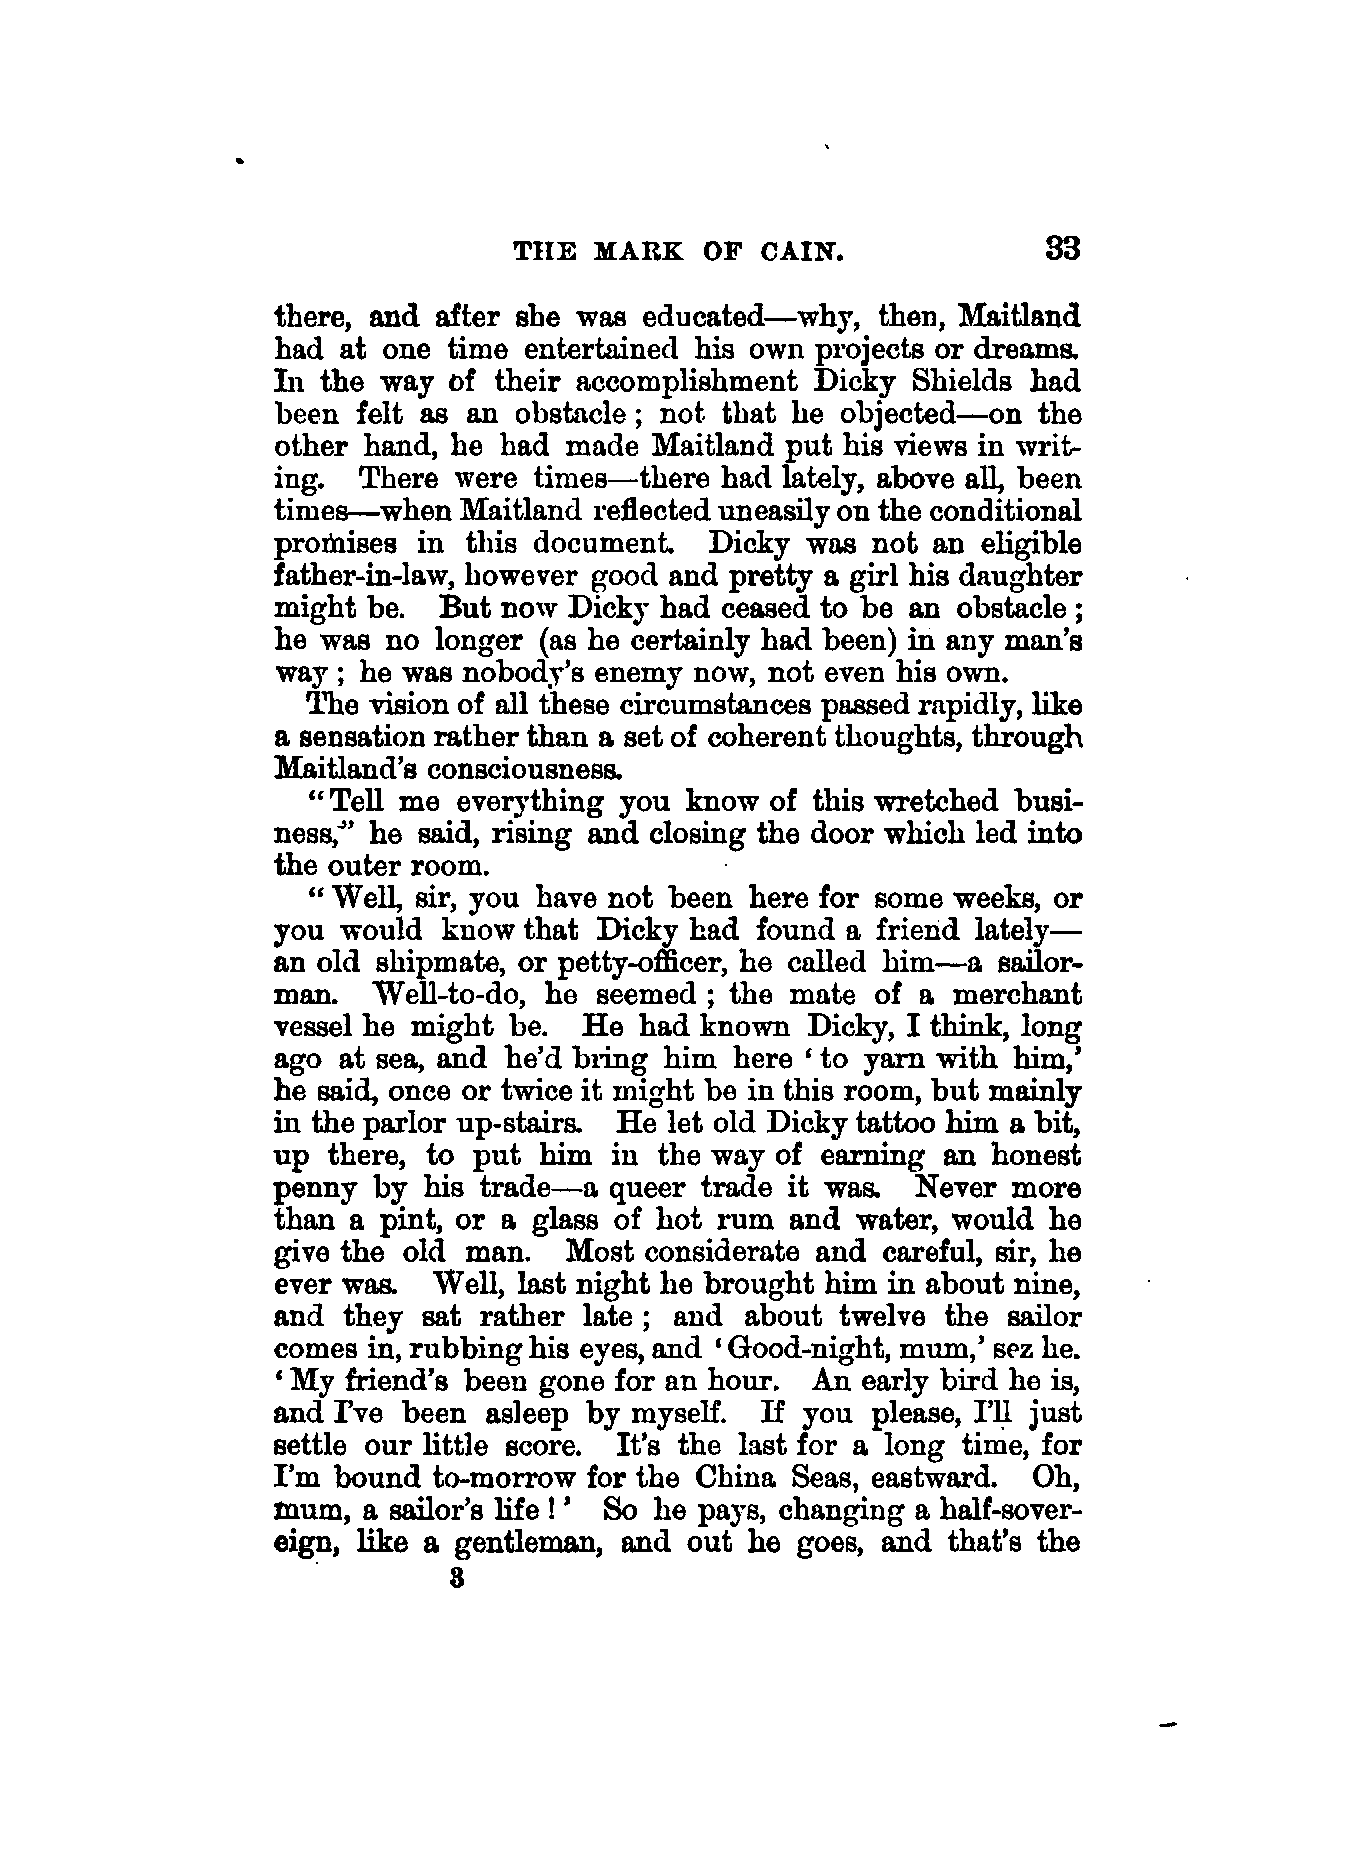 THE MARK OF CAIN. 33
there, and after she was educated—why, then, Maitland
had at one time entertained his own projects or dreams.
In the way of their accomplishment Dicky Shields had
been felt as an obstacle; not that he objected—on the
other hand, he had made Maitland put his views in writ-
ing. There were times—there had lately, above all, been
times—when Maitland reflected uneasily on the conditional
promises in this document. Dicky was not an eligible
father-in-law, however good and pretty a girl his daughter
might be. But now Dicky had ceased to be an obstacle;
he was no longer (as he certainly had been) in any man's
way; he was nobody's enemy now, not even his own.
The vision of all these circumstances passed rapidly, like
a sensation rather than a set of coherent thoughts, through
Maitland's consciousness.
"Tell me everything you know of this wretched busi-
ness," he said, rising and closing the door which led into
the outer room.
"Well, sir, you have not been here for some weeks, or
you would know that Dicky had found a friend lately—
an old shipmate, or petty-officer, he called him—a sailor-
man. Well-to-do, he seemed; the mate of a merchant
vessel he might be. He had known Dicky, I think, long
ago at sea, and he'd bring him here 'to yarn with him,'
he said, once or twice it might be in this room, but mainly
in the parlor up-stairs. He let old Dicky tattoo him a bit,
up there, to put him in the way of earning an honest
penny by his trade—a queer trade it was. Never more
than a pint, or a glass of hot rum and water, would he
give the old man. Most considerate and careful, sir, he
ever was. Well, last night he brought him in about nine,
and they sat rather late; and about twelve the sailor
comes in, rubbing his eyes, and 'Good-night, mum,' sez he.
'My friend's been gone for an hour. An early bird he is,
and I've been asleep by myself. If you please, I'll just
settle our little score. It's the last for a long time, for
I'm bound to-morrow for the China Seas, eastward. Oh,
mum, a sailor's life!' So he pays, changing a half-sover-
eign, like a gentleman, and out he goes, and that's the
3